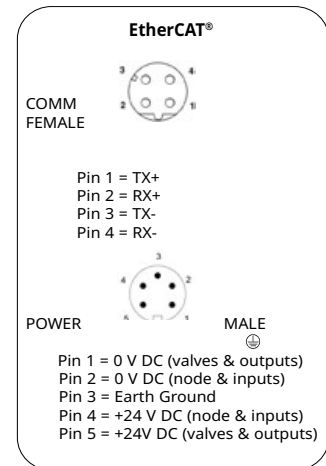 EtherCAT®
3 4
COMM
FEMALE
2 1
Pin 1 = TX+
Pin 2 = RX+
Pin 3 = TX-
Pin 4 = RX-
3
4 2
5 1
POWER MALE
Pin 1 = 0 V DC (valves & outputs)
Pin 2 = 0 V DC (node & inputs)
Pin 3 = Earth Ground
Pin 4 = +24 V DC (node & inputs)
Pin 5 = +24V DC (valves & outputs)